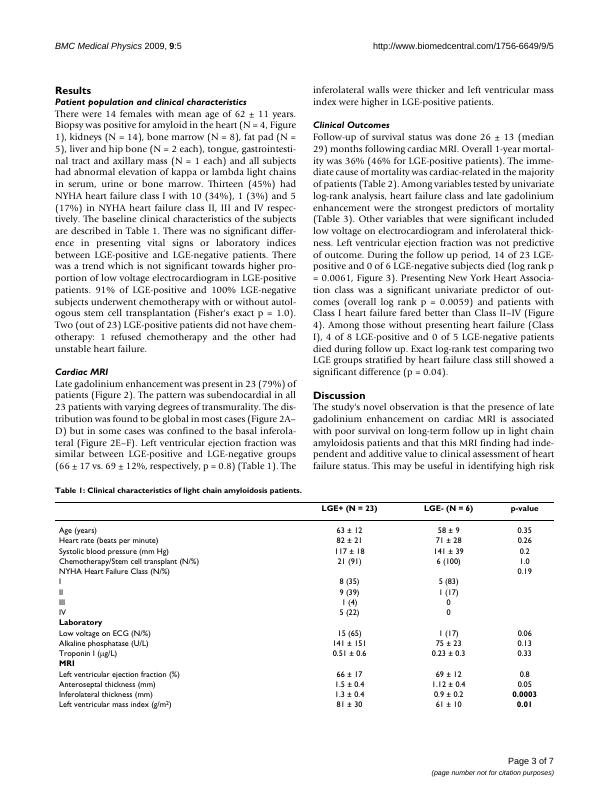 BMC Medical Physics 2009, 9:5
http://www.biomedcentral.com/1756-6649/9/5
Results
Patient population and clinical characteristics
There were 14 females with mean age of 62 ± 11 years.
Biopsy was positive for amyloid in the heart (N = 4, Figure
1), kidneys (N = 14), bone marrow (N = 8), fat pad (N =
5), liver and hip bone (N = 2 each), tongue, gastrointesti-
nal tract and axillary mass (N = 1 each) and all subjects
had abnormal elevation of kappa or lambda light chains
in serum, urine or bone marrow. Thirteen (45%) had
NYHA heart failure class I with 10 (34%), 1 (3%) and 5
(17%) in NYHA class II, III and IV respec-
tively. The baseline clinical characteristics of the subjects
are described in Table 1. There was no significant differ-
ence in presenting vital signs or laboratory indices
between LGE-positive and LGE-negative patients. There
was a trend which is not significant towards higher pro-
portion of low voltage electrocardiogram in LGE-positive
patients. 91% of LGE-positive and 100% LGE-negative
subjects underwent chemotherapy with or without autol-
ogous stem cell transplantation (Fisher's exact p = 1.0).
Two (out of 23) LGE-positive patients did not have chem-
otherapy: 1 refused chemotherapy and the other had
unstable heart failure.
Cardiac MRI
Late gadolinium enhancement was present in 23 (79%) of
patients (Figure 2). The pattern was subendocardial in all
23 patients with varying degrees of transmurality. The dis-
tribution was found to be global in most cases (Figure 2A–
D) but in some cases was confined to the basal inferola-
teral (Figure 2E–F). Left ventricular ejection fraction was
similar between LGE-positive and LGE-negative groups
(66 ± 17 vs. 69 ± 12%, respectively, p = 0.8) (Table 1). The
inferolateral walls were thicker and left ventricular mass
index were higher in LGE-positive patients.
Clinical Outcomes
Follow-up of survival status was done 26 ± 13 (median
29) months following cardiac MRI. Overall 1-year mortal-
ity was 36% (46% for LGE-positive patients). The imme-
diate cause of mortality was cardiac-related in the majority
of patients (Table 2). Among variables tested by univariate
log-rank analysis, heart failure class and late gadolinium
enhancement were the strongest predictors of mortality
(Table 3). Other variables that were significant included
low voltage on electrocardiogram and inferolateral thick-
ness. Left ventricular ejection fraction was not predictive
of outcome. During the follow up period, 14 of 23 LGE-
positive and 0 of 6 LGE-negative subjects died (log rank p
= 0.0061, Figure 3). Presenting New York Heart Associa-
tion class was a significant univariate predictor of out-
comes (overall log rank p = 0.0059) and patients with
Class I heart failure fared better than Class II–IV (Figure
4). Among those without presenting heart failure (Class
I), 4 of 8 LGE-positive and 0 of 5 LGE-negative patients
died during follow up. Exact log-rank test comparing two
LGE groups stratified by heart failure class still showed a
significant difference (p = 0.04).
Discussion
The study's novel observation is that the presence of late
gadolinium enhancement on cardiac MRI is associated
with poor survival on long-term follow up in light chain
amyloidosis patients and that this MRI finding had inde-
pendent and additive value to clinical assessment of heart
failure status. This may be useful in identifying high risk
Table 1: Clinical characteristics of light chain amyloidosis patients.
LGE+ (N = 23) LGE- (N = 6) p-value
Age (years) 63 ± 12 58 ± 9 0.35
Heart rate (beats per minute) 82 ± 21 71 ± 28 0.26
Systolic blood pressure (mm Hg) 117 ± 18 141 ± 39 0.2
Chemotherapy/Stem cell transplant (N/%) 21 (91) 6 (100) 1.0
NYHA Heart Failure Class (N/%) 0.19
I 8 (35) 5 (83)
II 9 (39) 1 (17)
III 1 (4) 0
IV 5 (22) 0
Laboratory
Low voltage on ECG (N/%) 15 (65) 1 (17) 0.06
Alkaline phosphatase (U/L) 141 ± 151 75 ± 23 0.13
Troponin I (μg/L) 0.51 ± 0.6 0.23 ± 0.3 0.33
MRI
Left ventricular ejection fraction (%) 66 ± 17 69 ± 12 0.8
Anteroseptal thickness (mm) 1.5 ± 0.4 1.12 ± 0.4 0.05
Inferolateral thickness (mm) 1.3 ± 0.4 0.9 ± 0.2 0.0003
Left ventricular mass index (g/m²) 81 ± 30 61 ± 10 0.01
Page 3 of 7
(page number not for citation purposes)